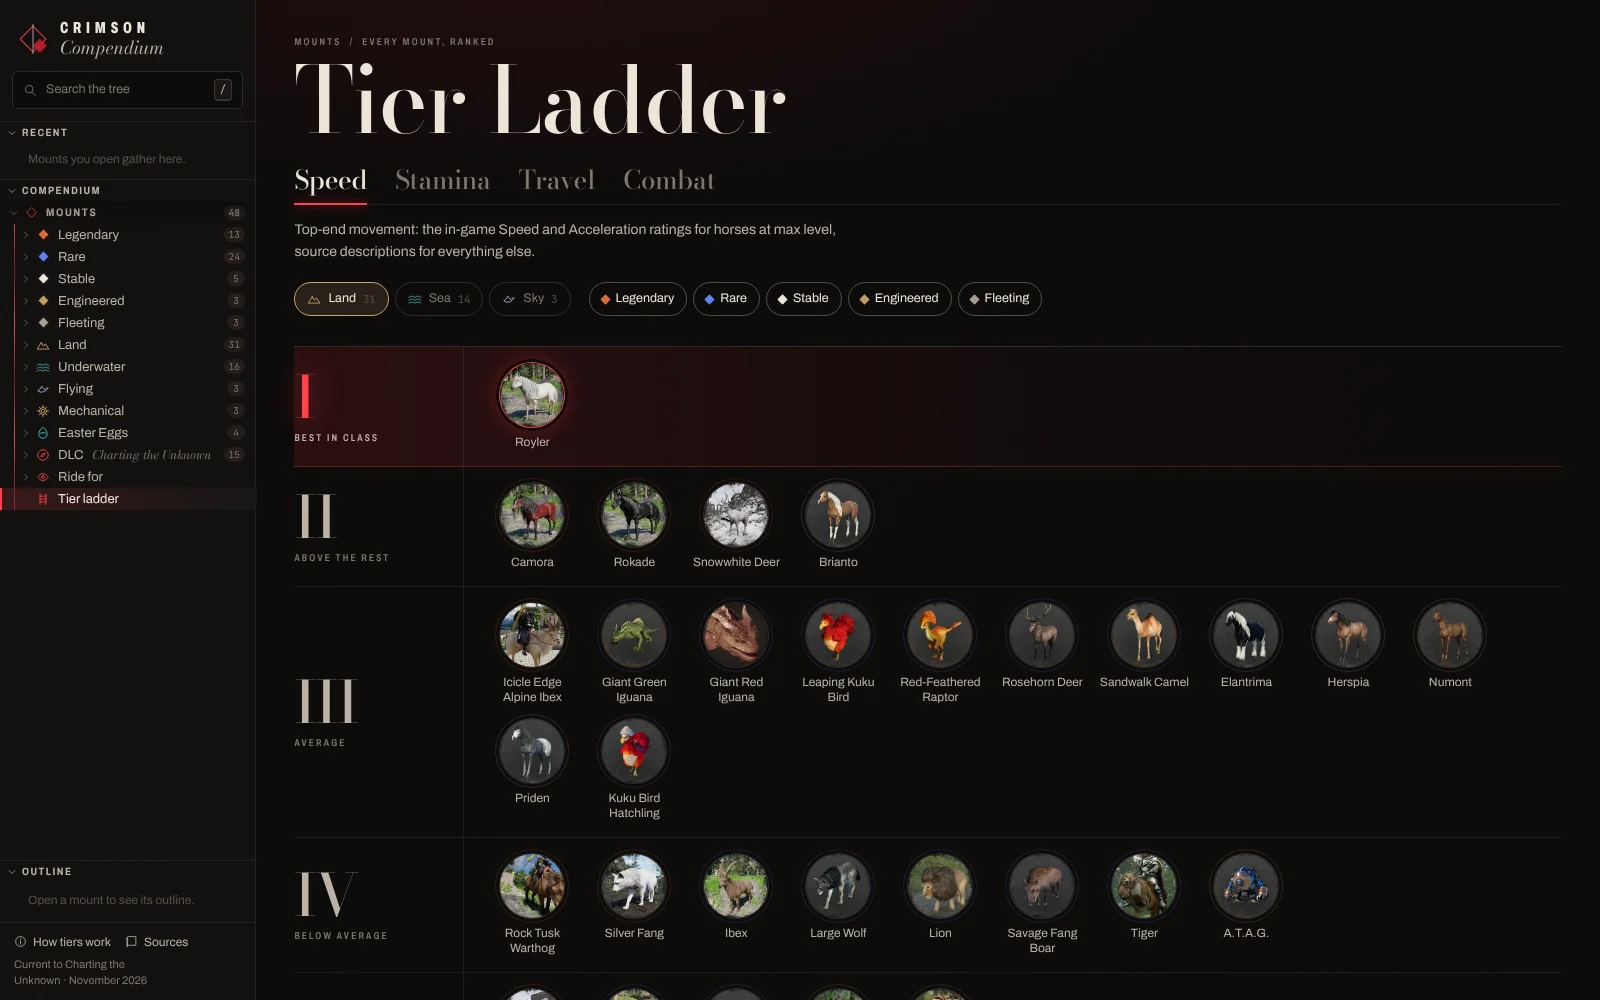 CRIMSON
Compendium
Search the tree /
RECENT
Mounts you open gather here.
COMPENDIUM
MOUNTS 48
Legendary 13
Rare 24
Stable 5
Engineered 3
Fleeting 3
Land 31
Underwater 16
Flying 3
Mechanical 3
Easter Eggs 4
DLC Charting the Unknown 15
Ride for
Tier ladder
OUTLINE
Open a mount to see its outline.
How tiers work Sources
Current to Charting the
Unknown · November 2026
MOUNTS / EVERY MOUNT, RANKED
Tier Ladder
Speed Stamina Travel Combat
Top-end movement: the in-game Speed and Acceleration ratings for horses at max level,
source descriptions for everything else.
Land 31 Sea 14 Sky 3 Legendary Rare Stable Engineered Fleeting
I
BEST IN CLASS
Royler
II
ABOVE THE REST
Camora Rokade Snowwhite Deer Brianto
III
AVERAGE
Icicle Edge Alpine Ibex
Giant Green Iguana
Giant Red Iguana
Leaping Kuku Bird
Red-Feathered Raptor
Rosehorn Deer
Sandwalk Camel
Elantrima
Herspia
Numont
Priden
Kuku Bird Hatchling
IV
BELOW AVERAGE
Rock Tusk Warthog
Silver Fang
Ibex
Large Wolf
Lion
Savage Fang Boar
Tiger
A.T.A.G.